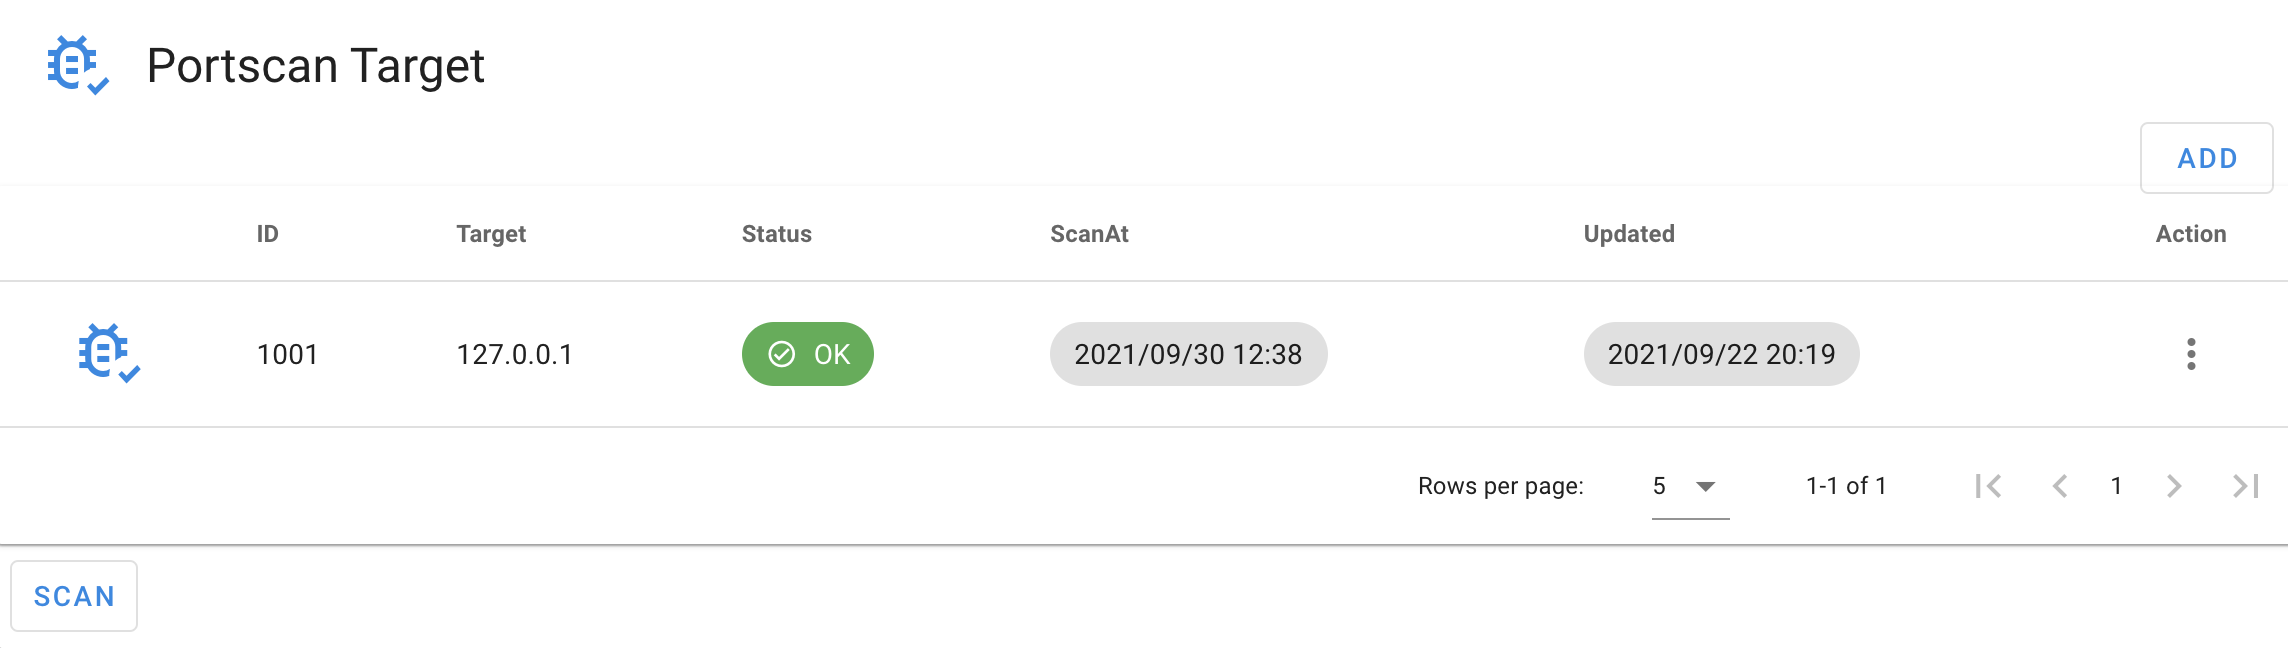 Portscan Target
ADD
ID Target Status ScanAt Updated Action
1001 127.0.0.1 OK 2021/09/30 12:38 2021/09/22 20:19
Rows per page: 5 1-1 of 1 1
SCAN